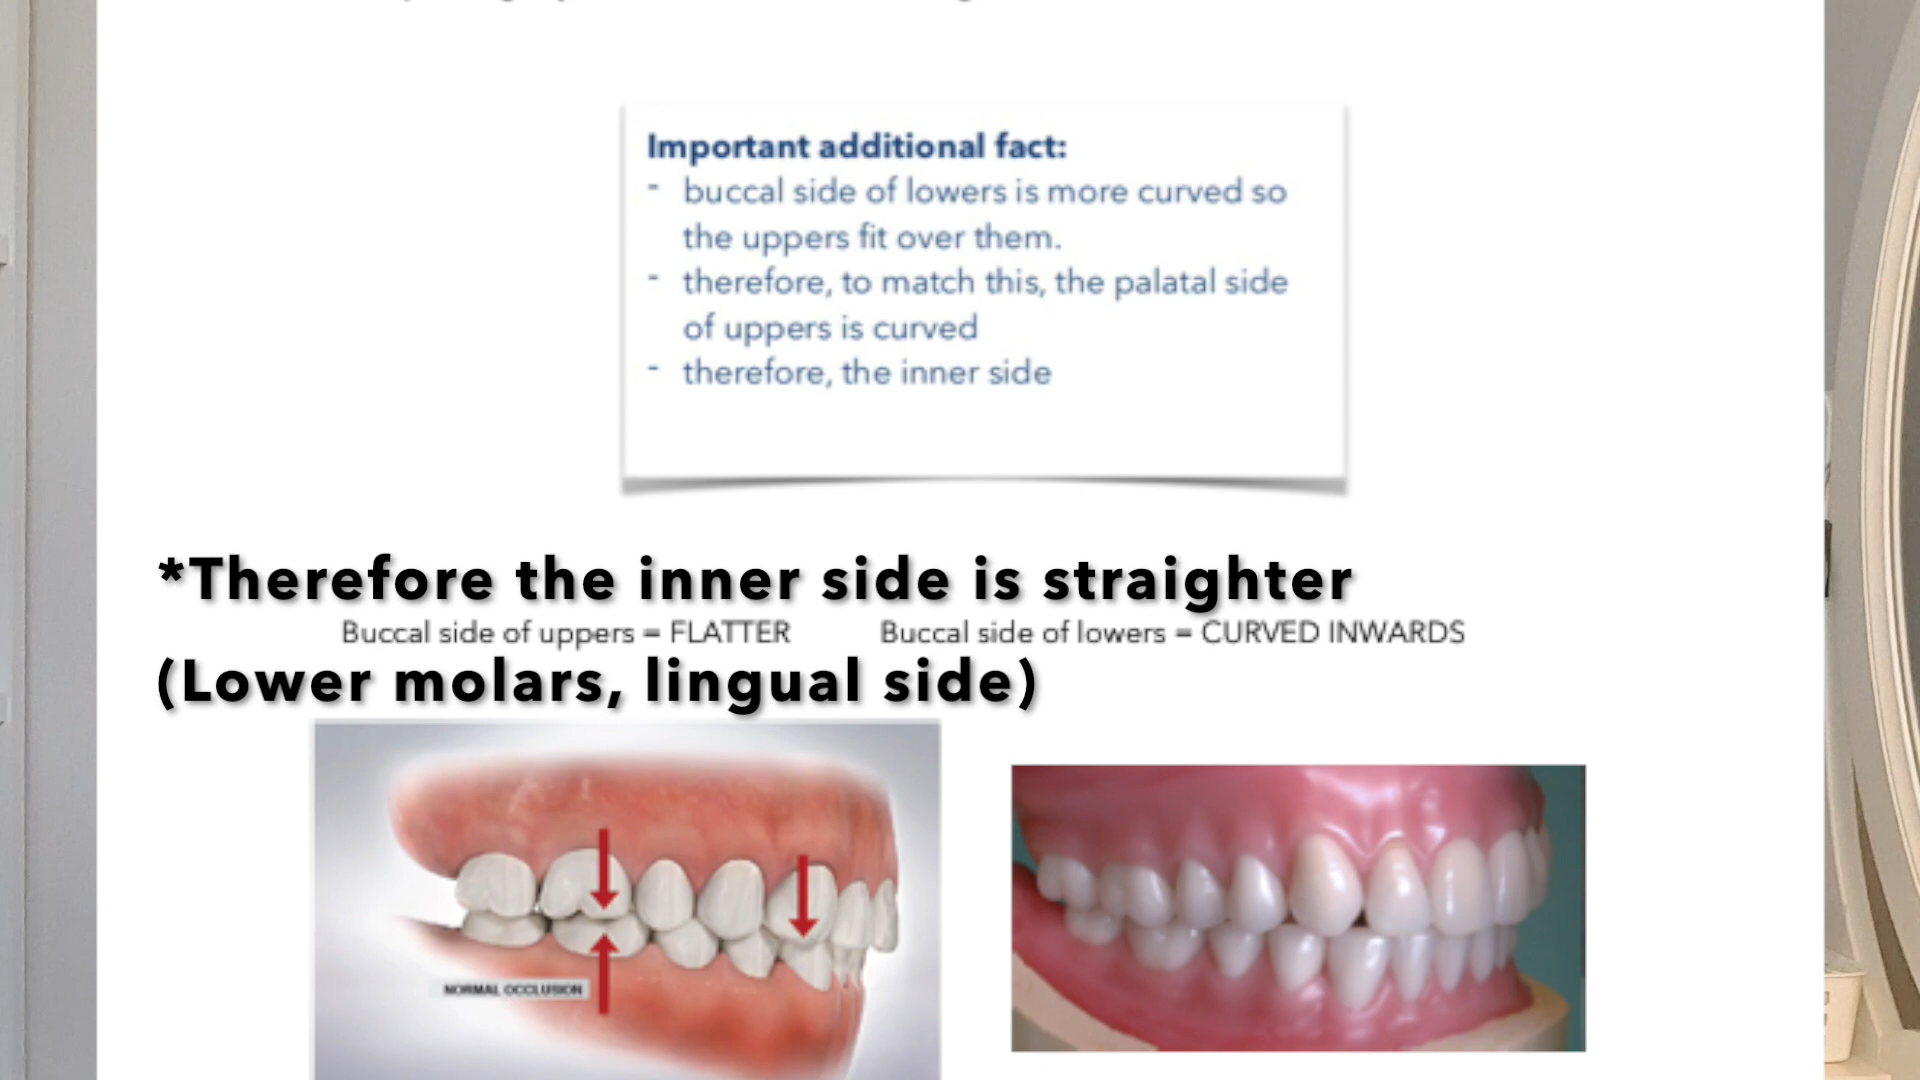 Important additional fact:
- buccal side of lowers is more curved so
the uppers fit over them.
- therefore, to match this, the palatal side
of uppers is curved
- therefore, the inner side
*Therefore the inner side is straighter
Buccal side of uppers = FLATTER Buccal side of lowers = CURVED INWARDS
(Lower molars, lingual side)
NORMAL OCCLUSION